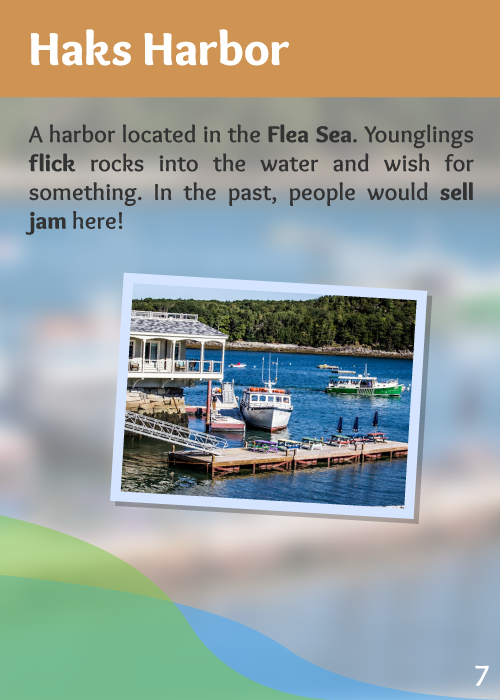 Haks Harbor
A harbor located in the Flea Sea. Younglings
flick rocks into the water and wish for
something. In the past, people would sell
jam here!
7